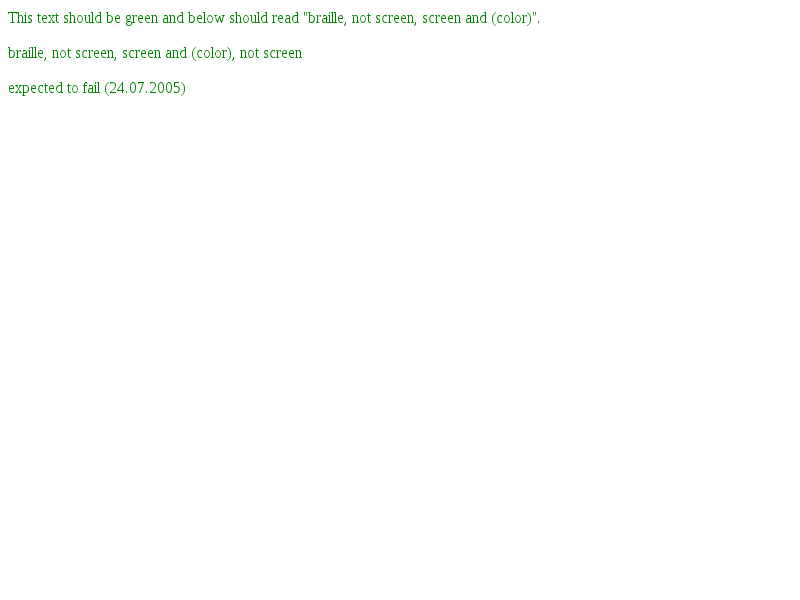 This text should be green and below should read "braille, not screen, screen and (color)".
braille, not screen, screen and (color), not screen
expected to fail (24.07.2005)